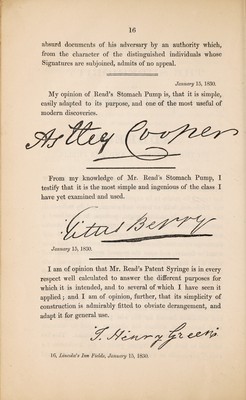 16
absurd documents of his adversary by an authority which,
from the character of the distinguished individuals whose
Signatures are subjoined, admits of no appeal.
January 15, 1830.
My opinion of Read's Stomach Pump is, that it is simple,
easily adapted to its purpose, and one of the most useful of
modern discoveries.
Astley Cooper
From my knowledge of Mr. Read's Stomach Pump, I
testify that it is the most simple and ingenious of the class I
have yet examined and used.
Titus Berry
January 15, 1830.
I am of opinion that Mr. Read's Patent Syringe is in every
respect well calculated to answer the different purposes for
which it is intended, and to several of which I have seen it
applied; and I am of opinion, further, that its simplicity of
construction is admirably fitted to obviate derangement, and
adapt it for general use.
J. Henry Green
16, Lincoln's Inn Fields, January 15, 1830.